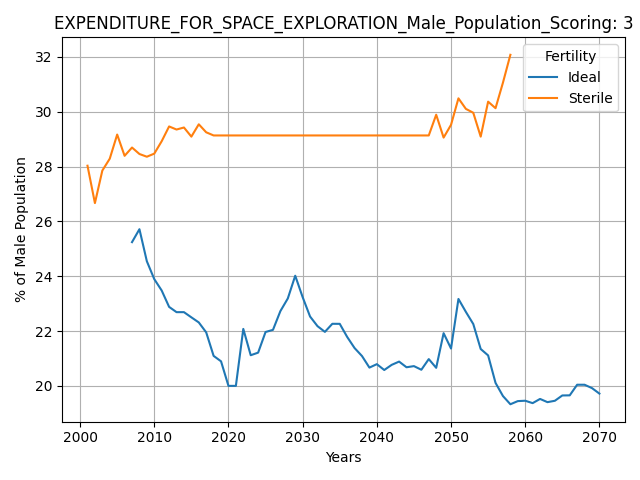 EXPENDITURE_FOR_SPACE_EXPLORATION_Male_Population_Scoring: 3
Fertility
Ideal
Sterile
% of Male Population
32
30
28
26
24
22
20
2000 2010 2020 2030 2040 2050 2060 2070
Years